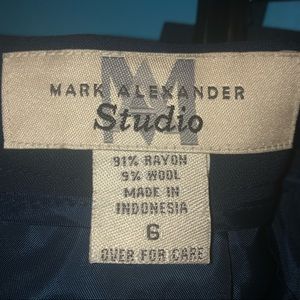 MA
MARK ALEXANDER
Studio
91% RAYON
9% WOOL
MADE IN
INDONESIA
6
OVER FOR CARE